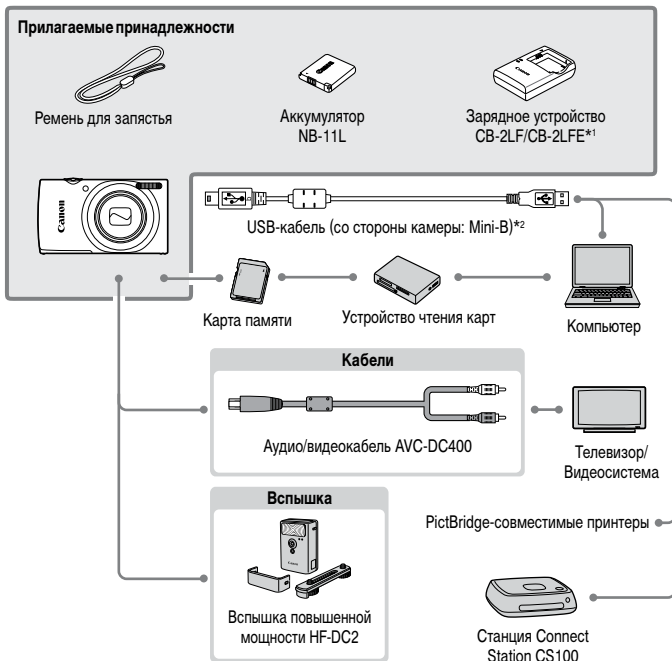 Прилагаемые принадлежности
Ремень для запястья
Аккумулятор
NB-11L
Зарядное устройство
CB-2LF/CB-2LFE*1
Canon
USB-кабель (со стороны камеры: Mini-B)*2
Карта памяти
Устройство чтения карт
Компьютер
Кабели
Аудио/видеокабель AVC-DC400
Телевизор/
Видеосистема
Вспышка
Вспышка повышенной
мощности HF-DC2
PictBridge-совместимые принтеры
Станция Connect
Station CS100